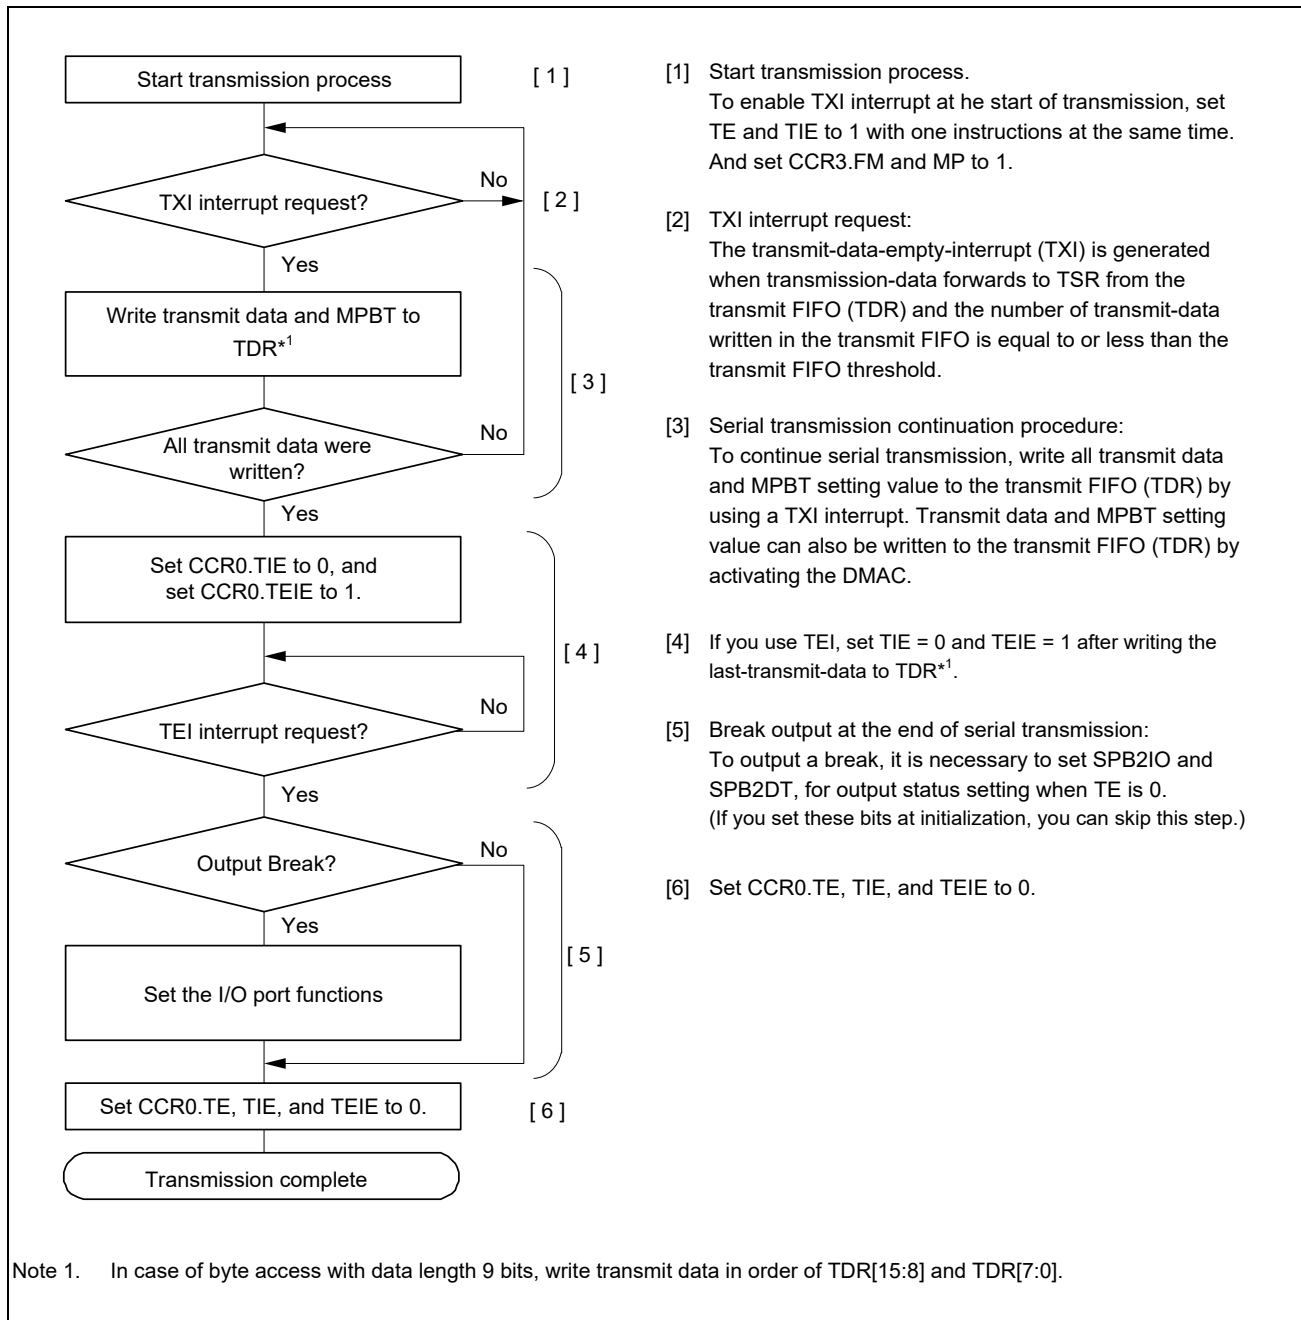 Start transmission process
[ 1 ]
TXI interrupt request?
No
[ 2 ]
Yes
Write transmit data and MPBT to
TDR*1
[ 3 ]
All transmit data were
written?
No
Yes
Set CCR0.TIE to 0, and
set CCR0.TEIE to 1.
[ 4 ]
TEI interrupt request?
No
Yes
Output Break?
No
Yes
[ 5 ]
Set the I/O port functions
Set CCR0.TE, TIE, and TEIE to 0.
[ 6 ]
Transmission complete
[1] Start transmission process.
To enable TXI interrupt at he start of transmission, set
TE and TIE to 1 with one instructions at the same time.
And set CCR3.FM and MP to 1.
[2] TXI interrupt request:
The transmit-data-empty-interrupt (TXI) is generated
when transmission-data forwards to TSR from the
transmit FIFO (TDR) and the number of transmit-data
written in the transmit FIFO is equal to or less than the
transmit FIFO threshold.
[3] Serial transmission continuation procedure:
To continue serial transmission, write all transmit data
and MPBT setting value to the transmit FIFO (TDR) by
using a TXI interrupt. Transmit data and MPBT setting
value can also be written to the transmit FIFO (TDR) by
activating the DMAC.
[4] If you use TEI, set TIE = 0 and TEIE = 1 after writing the
last-transmit-data to TDR*1.
[5] Break output at the end of serial transmission:
To output a break, it is necessary to set SPB2IO and
SPB2DT, for output status setting when TE is 0.
(If you set these bits at initialization, you can skip this step.)
[6] Set CCR0.TE, TIE, and TEIE to 0.
Note 1. In case of byte access with data length 9 bits, write transmit data in order of TDR[15:8] and TDR[7:0].